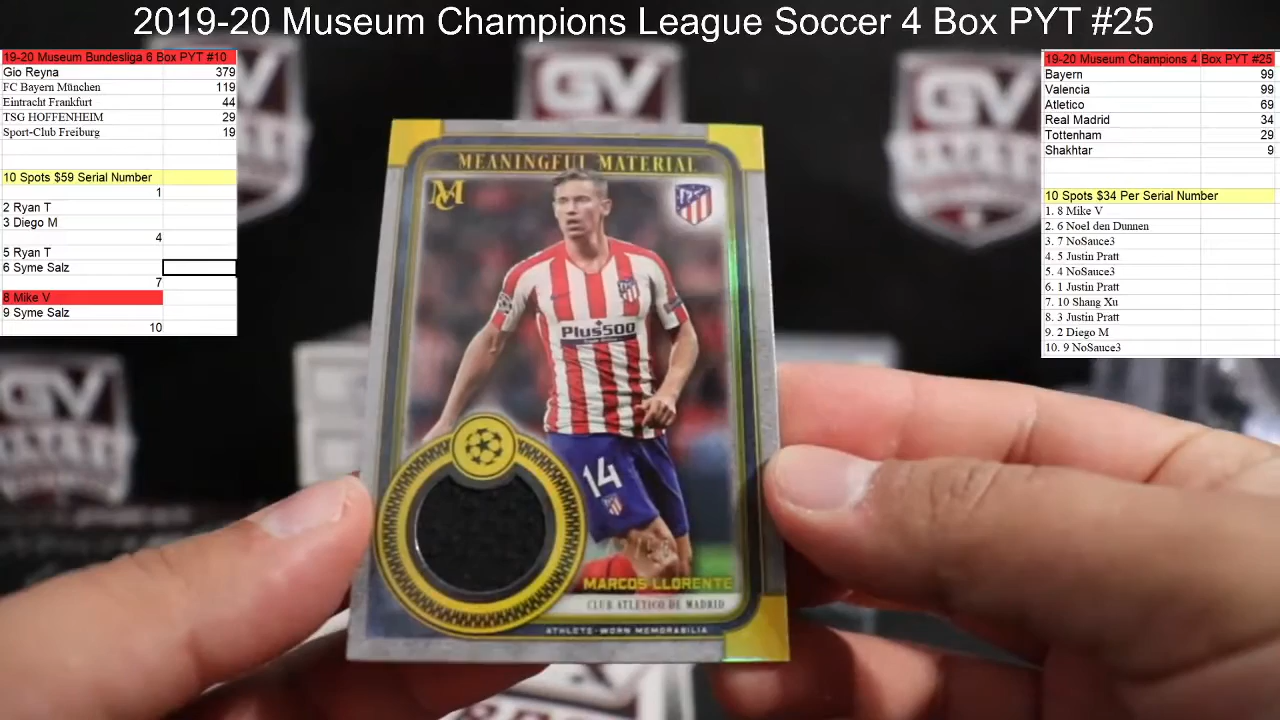 2019-20 Museum Champions League Soccer 4 Box PYT #25
19-20 Museum Bundesliga 6 Box PYT #10
Gio Reyna 379
FC Bayern München 119
Eintracht Frankfurt 44
TSG HOFFENHEIM 29
Sport-Club Freiburg 19
10 Spots $59 Serial Number
1
2 Ryan T
3 Diego M
4
5 Ryan T
6 Syme Salz
7
8 Mike V
9 Syme Salz
10
19-20 Museum Champions 4 Box PYT #25
Bayern 99
Valencia 99
Atletico 69
Real Madrid 34
Tottenham 29
Shakhtar 9
10 Spots $34 Per Serial Number
1. 8 Mike V
2. 6 Noel den Dunnen
3. 7 NoSauce3
4. 5 Justin Pratt
5. 4 NoSauce3
6. 1 Justin Pratt
7. 10 Shang Xu
8. 3 Justin Pratt
9. 2 Diego M
10. 9 NoSauce3
MEANINGFUL MATERIAL
MC
Plus500
14
MARCOS LLORENTE
CLUB ATLÉTICO DE MADRID
ATHLETE-WORN MEMORABILIA
GV
GV
GV